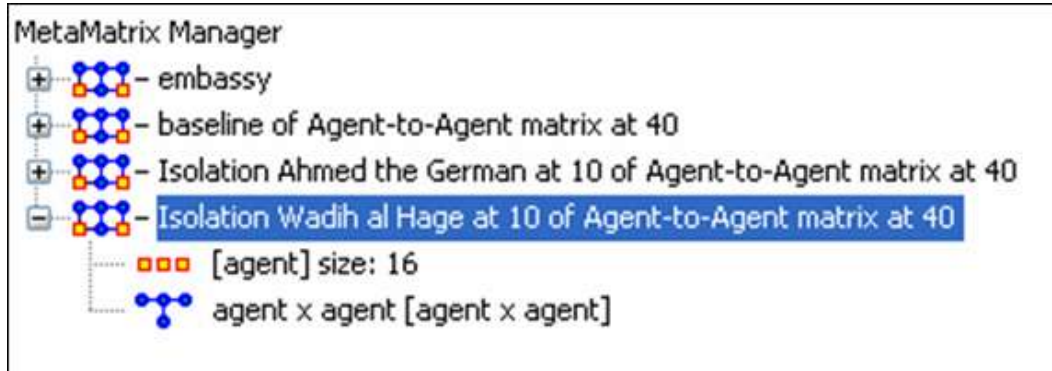 MetaMatrix Manager
embassy
baseline of Agent-to-Agent matrix at 40
Isolation Ahmed the German at 10 of Agent-to-Agent matrix at 40
Isolation Wadih al Hage at 10 of Agent-to-Agent matrix at 40
[agent] size: 16
agent x agent [agent x agent]